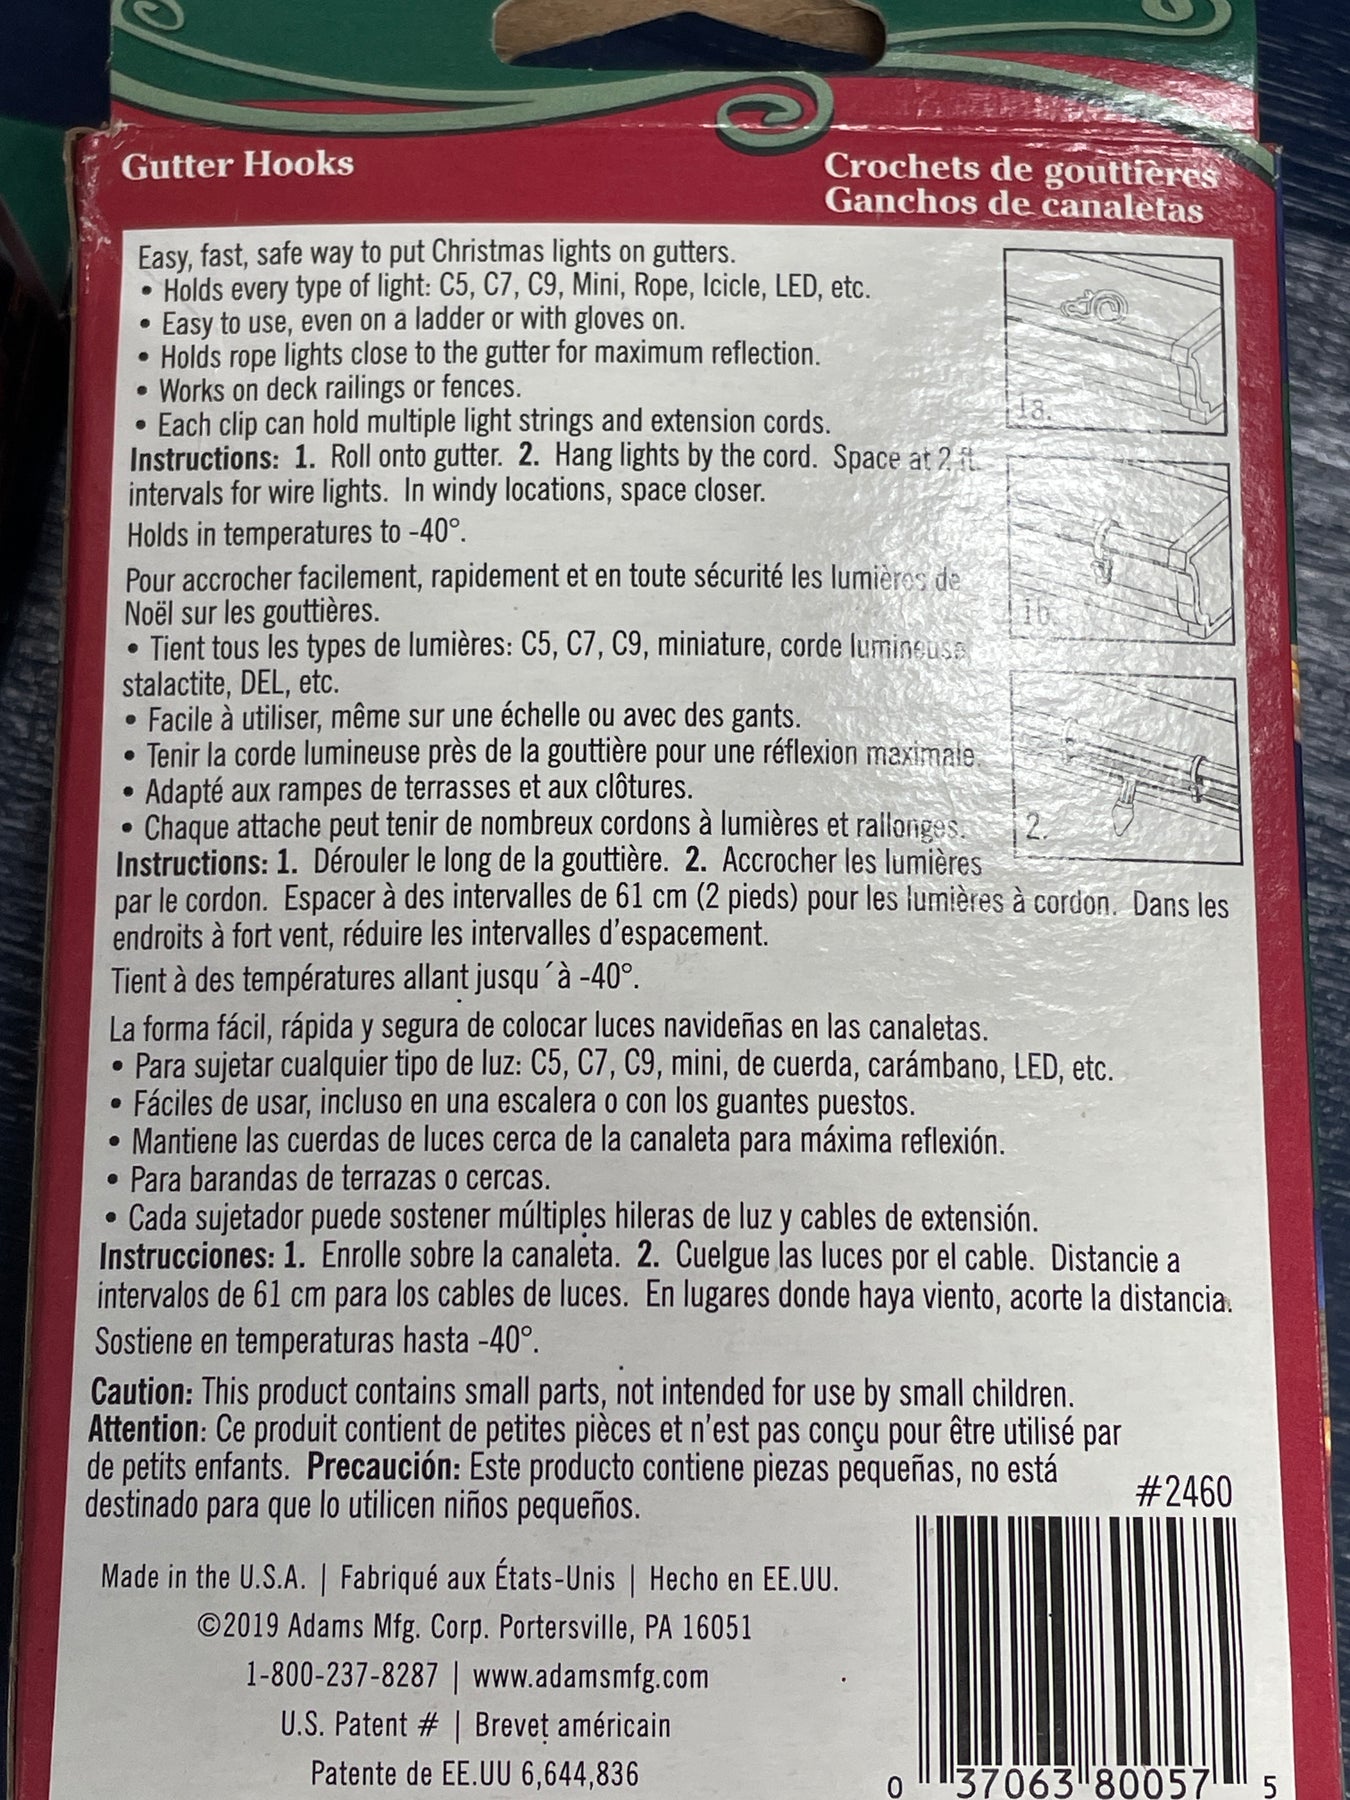 Gutter Hooks
Crochets de gouttières
Ganchos de canaletas
Easy, fast, safe way to put Christmas lights on gutters.
• Holds every type of light: C5, C7, C9, Mini, Rope, Icicle, LED, etc.
• Easy to use, even on a ladder or with gloves on.
• Holds rope lights close to the gutter for maximum reflection.
• Works on deck railings or fences.
• Each clip can hold multiple light strings and extension cords.
Instructions: 1. Roll onto gutter. 2. Hang lights by the cord. Space at 2 ft.
intervals for wire lights. In windy locations, space closer.
Holds in temperatures to -40°.
1a.
1b.
2.
Pour accrocher facilement, rapidement et en toute sécurité les lumières de
Noël sur les gouttières.
• Tient tous les types de lumières: C5, C7, C9, miniature, corde lumineuse
stalactite, DEL, etc.
• Facile à utiliser, même sur une échelle ou avec des gants.
• Tenir la corde lumineuse près de la gouttière pour une réflexion maximale.
• Adapté aux rampes de terrasses et aux clôtures.
• Chaque attache peut tenir de nombreux cordons à lumières et rallonges.
Instructions: 1. Dérouler le long de la gouttière. 2. Accrocher les lumières
par le cordon. Espacer à des intervalles de 61 cm (2 pieds) pour les lumières à cordon. Dans les
endroits à fort vent, réduire les intervalles d'espacement.
Tient à des températures allant jusqu´à -40°.
La forma fácil, rápida y segura de colocar luces navideñas en las canaletas.
• Para sujetar cualquier tipo de luz: C5, C7, C9, mini, de cuerda, carámbano, LED, etc.
• Fáciles de usar, incluso en una escalera o con los guantes puestos.
• Mantiene las cuerdas de luces cerca de la canaleta para máxima reflexión.
• Para barandas de terrazas o cercas.
• Cada sujetador puede sostener múltiples hileras de luz y cables de extensión.
Instrucciones: 1. Enrolle sobre la canaleta. 2. Cuelgue las luces por el cable. Distancie a
intervalos de 61 cm para los cables de luces. En lugares donde haya viento, acorte la distancia.
Sostiene en temperaturas hasta -40°.
Caution: This product contains small parts, not intended for use by small children.
Attention: Ce produit contient de petites pièces et n'est pas conçu pour être utilisé par
de petits enfants. Precaución: Este producto contiene piezas pequeñas, no está
destinado para que lo utilicen niños pequeños.
#2460
Made in the U.S.A. | Fabriqué aux États-Unis | Hecho en EE.UU.
©2019 Adams Mfg. Corp. Portersville, PA 16051
1-800-237-8287 | www.adamsmfg.com
U.S. Patent # | Brevet américain
Patente de EE.UU 6,644,836
0 37063 80057 5